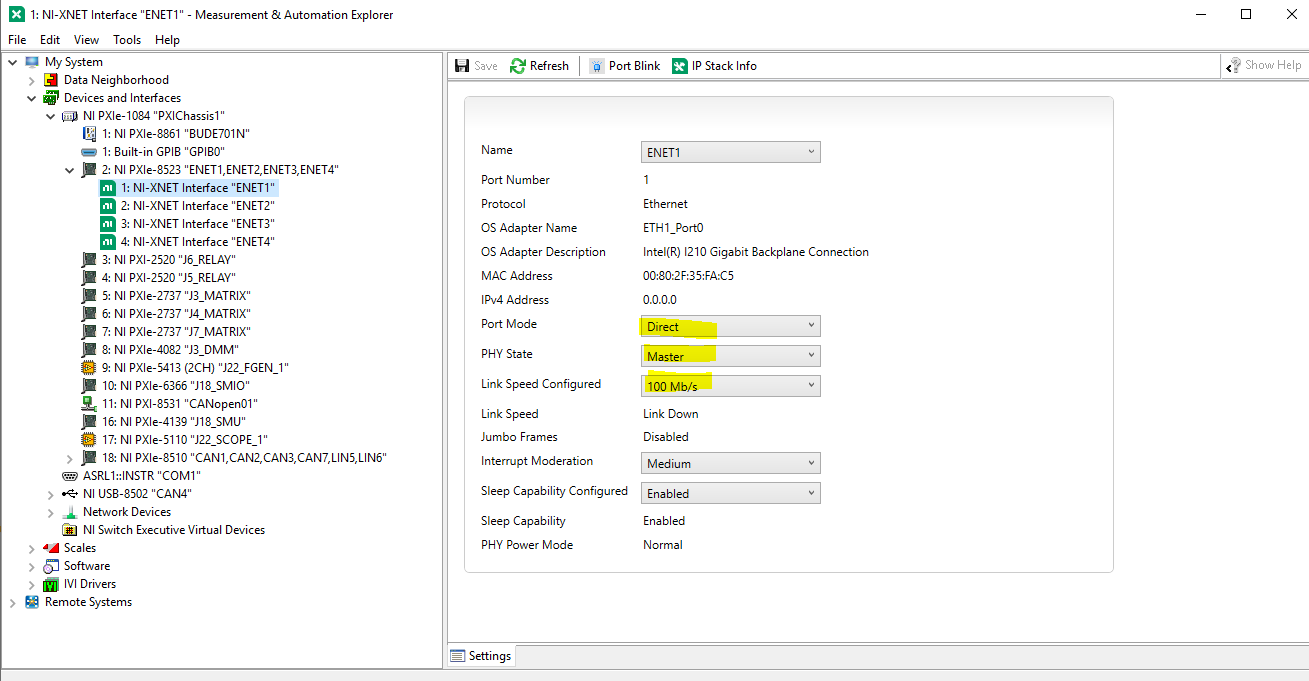 1: NI-XNET Interface "ENET1" - Measurement & Automation Explorer
File Edit View Tools Help
My System
Data Neighborhood
Devices and Interfaces
NI PXIe-1084 "PXIChassis1"
1: NI PXIe-8861 "BUDE701N"
1: Built-in GPIB "GPIB0"
2: NI PXIe-8523 "ENET1,ENET2,ENET3,ENET4"
1: NI-XNET Interface "ENET1"
2: NI-XNET Interface "ENET2"
3: NI-XNET Interface "ENET3"
4: NI-XNET Interface "ENET4"
3: NI PXI-2520 "J6_RELAY"
4: NI PXI-2520 "J5_RELAY"
5: NI PXIe-2737 "J3_MATRIX"
6: NI PXIe-2737 "J4_MATRIX"
7: NI PXIe-2737 "J7_MATRIX"
8: NI PXIe-4082 "J3_DMM"
9: NI PXIe-5413 (2CH) "J22_FGEN_1"
10: NI PXIe-6366 "J18_SMIO"
11: NI PXI-8531 "CANopen01"
16: NI PXIe-4139 "J18_SMU"
17: NI PXIe-5110 "J22_SCOPE_1"
18: NI PXIe-8510 "CAN1,CAN2,CAN3,CAN7,LIN5,LIN6"
ASRL1::INSTR "COM1"
NI USB-8502 "CAN4"
Network Devices
NI Switch Executive Virtual Devices
Scales
Software
IVI Drivers
Remote Systems
Save Refresh Port Blink IP Stack Info Show Help
Name ENET1
Port Number 1
Protocol Ethernet
OS Adapter Name ETH1_Port0
OS Adapter Description Intel(R) I210 Gigabit Backplane Connection
MAC Address 00:80:2F:35:FA:C5
IPv4 Address 0.0.0.0
Port Mode Direct
PHY State Master
Link Speed Configured 100 Mb/s
Link Speed Link Down
Jumbo Frames Disabled
Interrupt Moderation Medium
Sleep Capability Configured Enabled
Sleep Capability Enabled
PHY Power Mode Normal
Settings